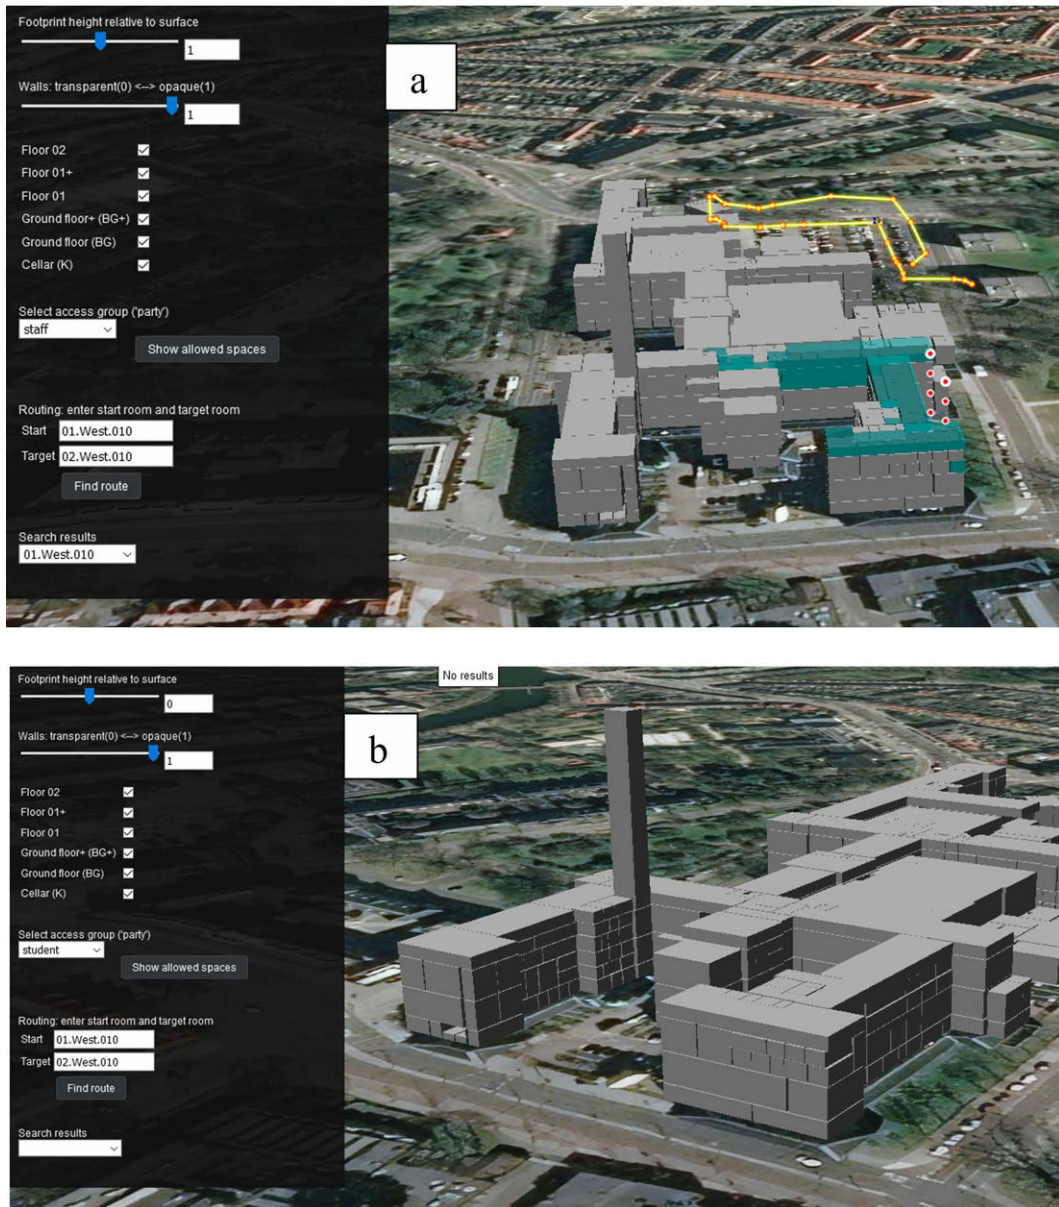 Footprint height relative to surface
1
Walls: transparent(0) <--> opaque(1)
1
Floor 02
Floor 01+
Floor 01
Ground floor+ (BG+)
Ground floor (BG)
Cellar (K)
Select access group ('party')
staff
Show allowed spaces
Routing: enter start room and target room
Start 01.West.010
Target 02.West.010
Find route
Search results
01.West.010
a
No results
Footprint height relative to surface
0
Walls: transparent(0) <--> opaque(1)
1
Floor 02
Floor 01+
Floor 01
Ground floor+ (BG+)
Ground floor (BG)
Cellar (K)
Select access group ('party')
student
Show allowed spaces
Routing: enter start room and target room
Start 01.West.010
Target 02.West.010
Find route
Search results
b